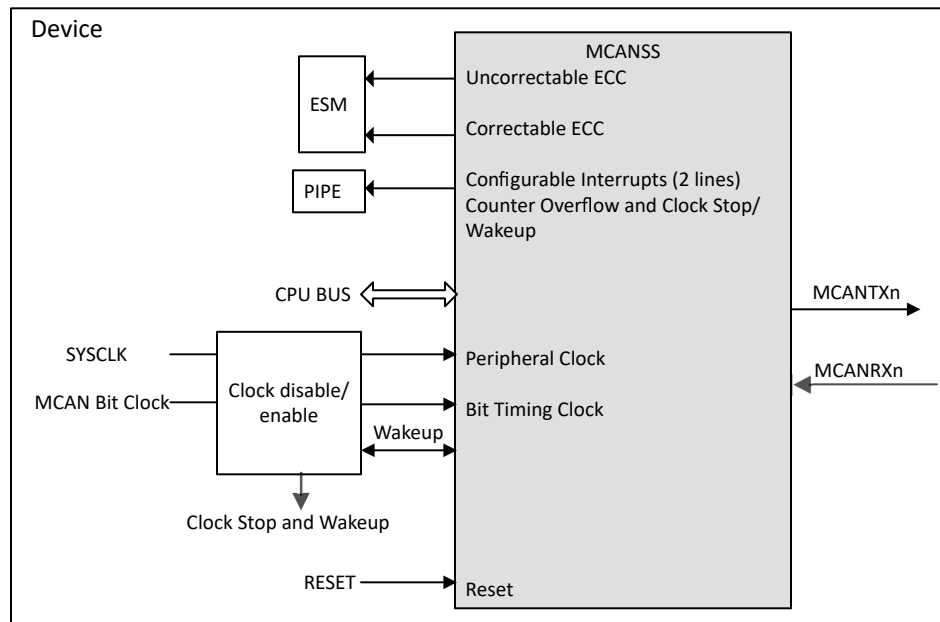 Device
MCANSS
Uncorrectable ECC
ESM
Correctable ECC
PIPE
Configurable Interrupts (2 lines)
Counter Overflow and Clock Stop/
Wakeup
CPU BUS
MCANTXn
SYSCLK
Peripheral Clock
MCANRXn
MCAN Bit Clock
Clock disable/
enable
Bit Timing Clock
Wakeup
Clock Stop and Wakeup
RESET
Reset